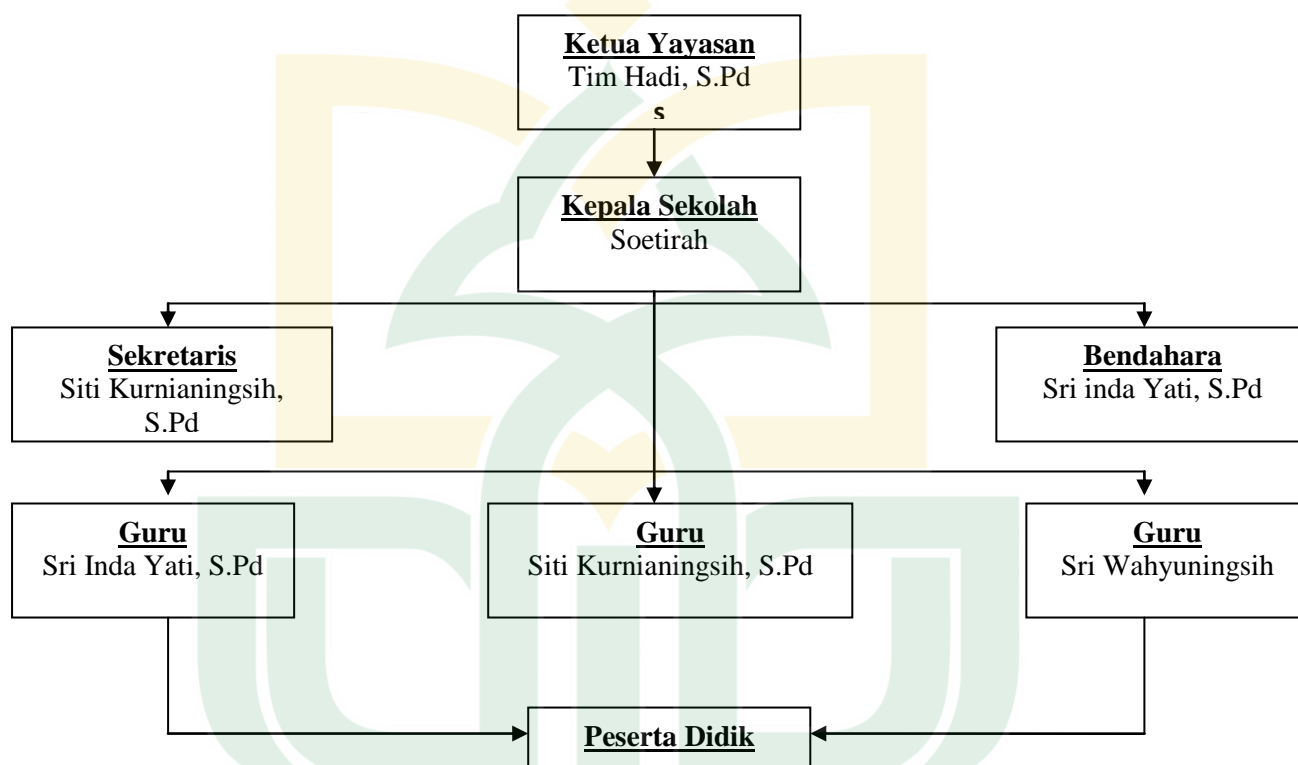 Ketua Yayasan
Tim Hadi, S.Pd
s
Kepala Sekolah
Soetirah
Sekretaris
Siti Kurnianingsih,
S.Pd
Bendahara
Sri inda Yati, S.Pd
Guru
Sri Inda Yati, S.Pd
Guru
Siti Kurnianingsih, S.Pd
Guru
Sri Wahyuningsih
Peserta Didik